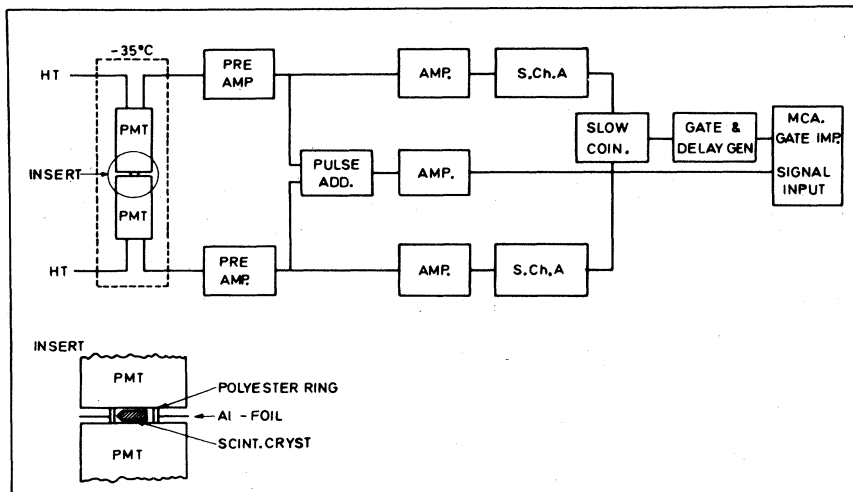 -35°C
HT
PRE
AMP
AMP.
S.Ch.A
PMT
INSERT
PMT
PULSE
ADD.
AMP.
SLOW
COIN.
GATE &
DELAY GEN
MCA.
GATE IMP.
SIGNAL
INPUT
HT
PRE
AMP.
AMP.
S.Ch.A
INSERT
PMT
POLYESTER RING
Al - FOIL
SCINT. CRYST
PMT